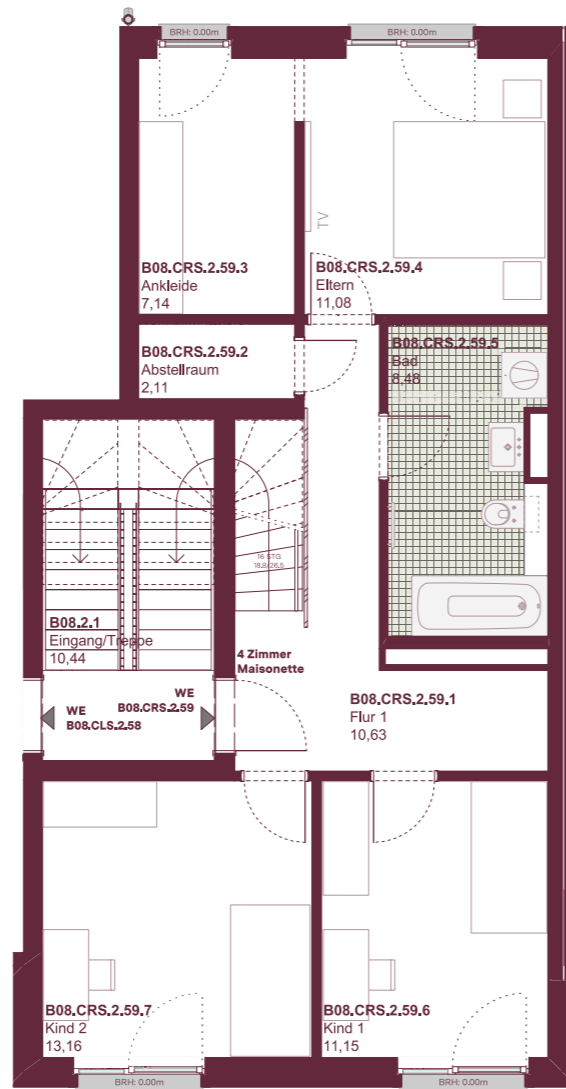 BRH: 0.00m
BRH: 0.00m
TV
B08.CRS.2.59.3
Ankleide
7,14
B08.CRS.2.59.4
Eltern
11,08
B08.CRS.2.59.2
Abstellraum
2,11
B08.CRS.2.59.5
Bad
8,48
16 STG
18,8/26,5
B08.2.1
Eingang/Treppe
10,44
4 Zimmer
Maisonette
WE
B08.CRS.2.59
WE
B08.CLS.2.58
B08.CRS.2.59.1
Flur 1
10,63
B08.CRS.2.59.7
Kind 2
13,16
B08.CRS.2.59.6
Kind 1
11,15
BRH: 0.00m
BRH: 0.00m